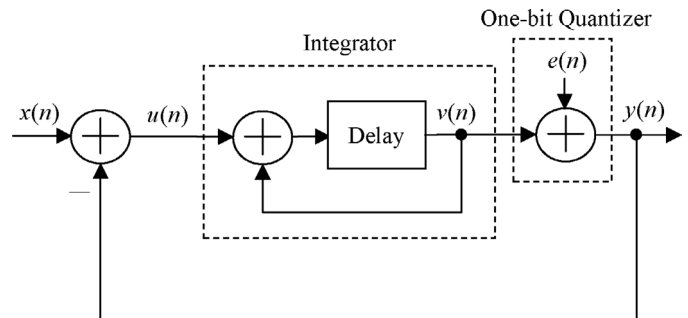 One-bit Quantizer
Integrator
e(n)
x(n)
u(n)
v(n)
y(n)
+
+
Delay
+
—